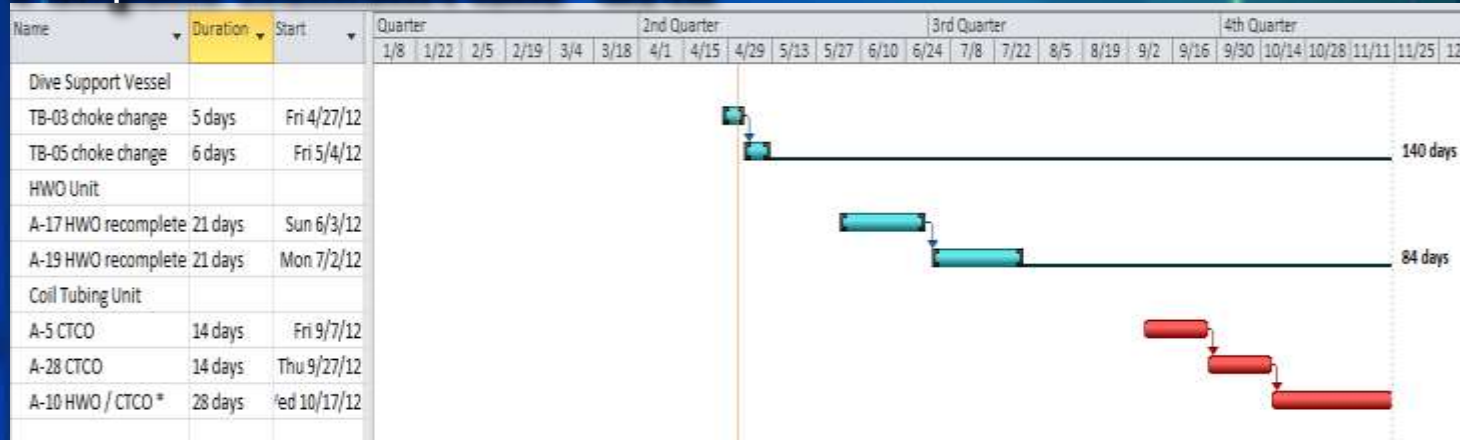 Name Duration Start Quarter 2nd Quarter 3rd Quarter 4th Quarter
1/8 1/22 2/5 2/19 3/4 3/18 4/1 4/15 4/29 5/13 5/27 6/10 6/24 7/8 7/22 8/5 8/19 9/2 9/16 9/30 10/14 10/28 11/11 11/25 12
Dive Support Vessel
TB-03 choke change 5 days Fri 4/27/12
TB-05 choke change 6 days Fri 5/4/12 140 days
HWO Unit
A-17 HWO recomplete 21 days Sun 6/3/12
A-19 HWO recomplete 21 days Mon 7/2/12 84 days
Coil Tubing Unit
A-5 CTCO 14 days Fri 9/7/12
A-28 CTCO 14 days Thu 9/27/12
A-10 HWO / CTCO * 28 days ed 10/17/12